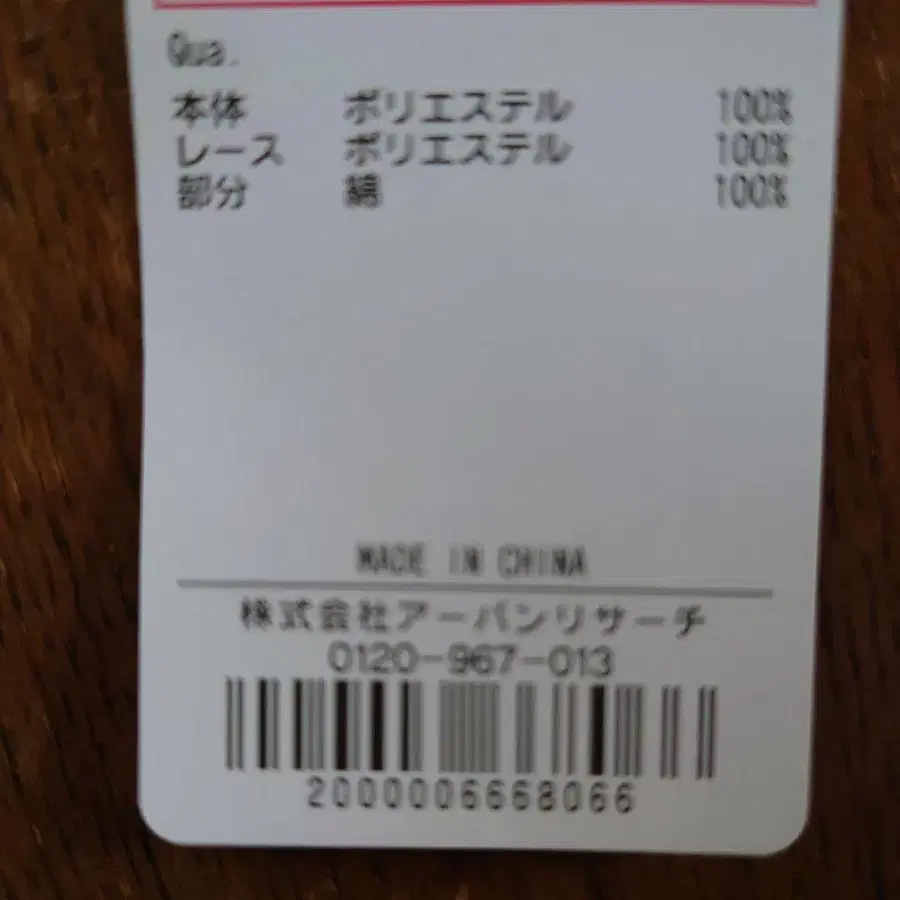 Qua.
本体 ポリエステル 100%
レース ポリエステル 100%
部分 綿 100%
MADE IN CHINA
株式会社アーバンリサーチ
0120-967-013
2000006668066